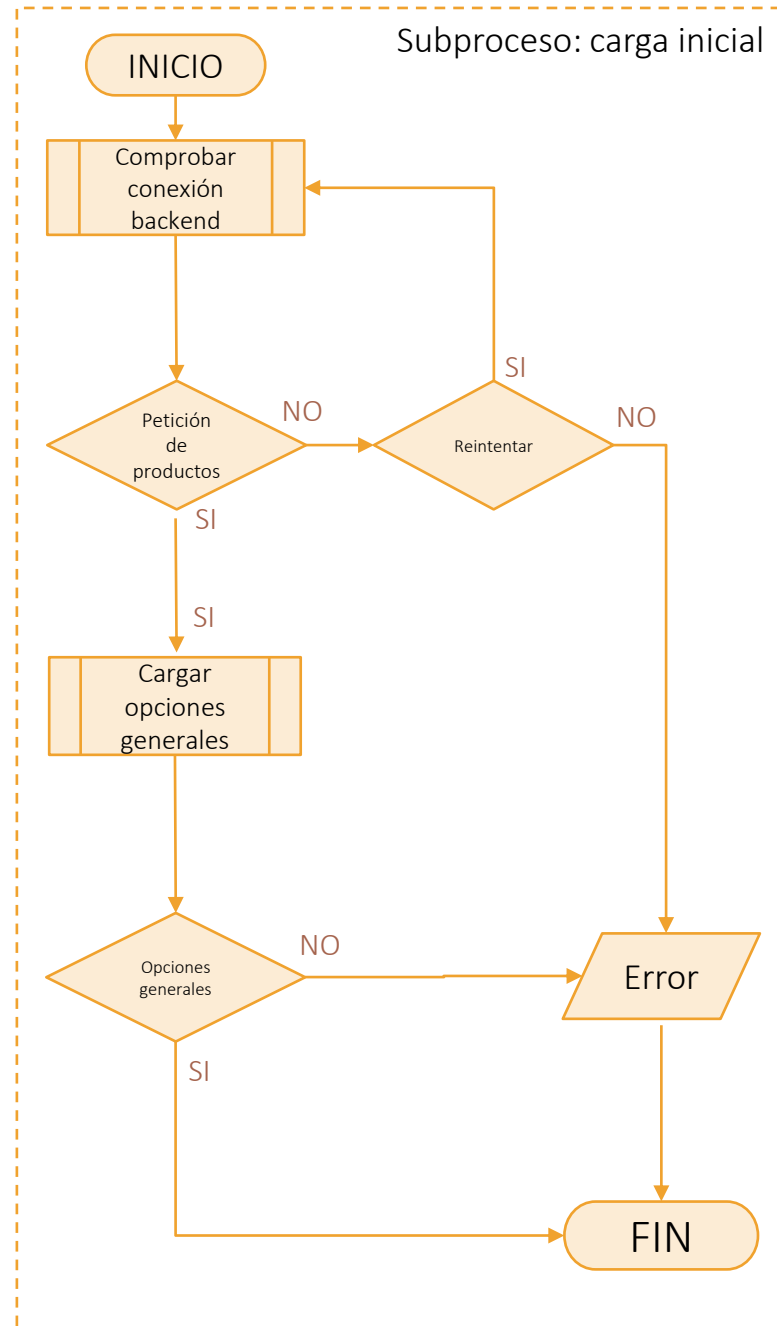 Subproceso: carga inicial
INICIO
Comprobar
conexión
backend
SI
Petición
de
productos
NO
Reintentar
NO
SI
SI
Cargar
opciones
generales
Opciones
generales
NO
Error
SI
FIN